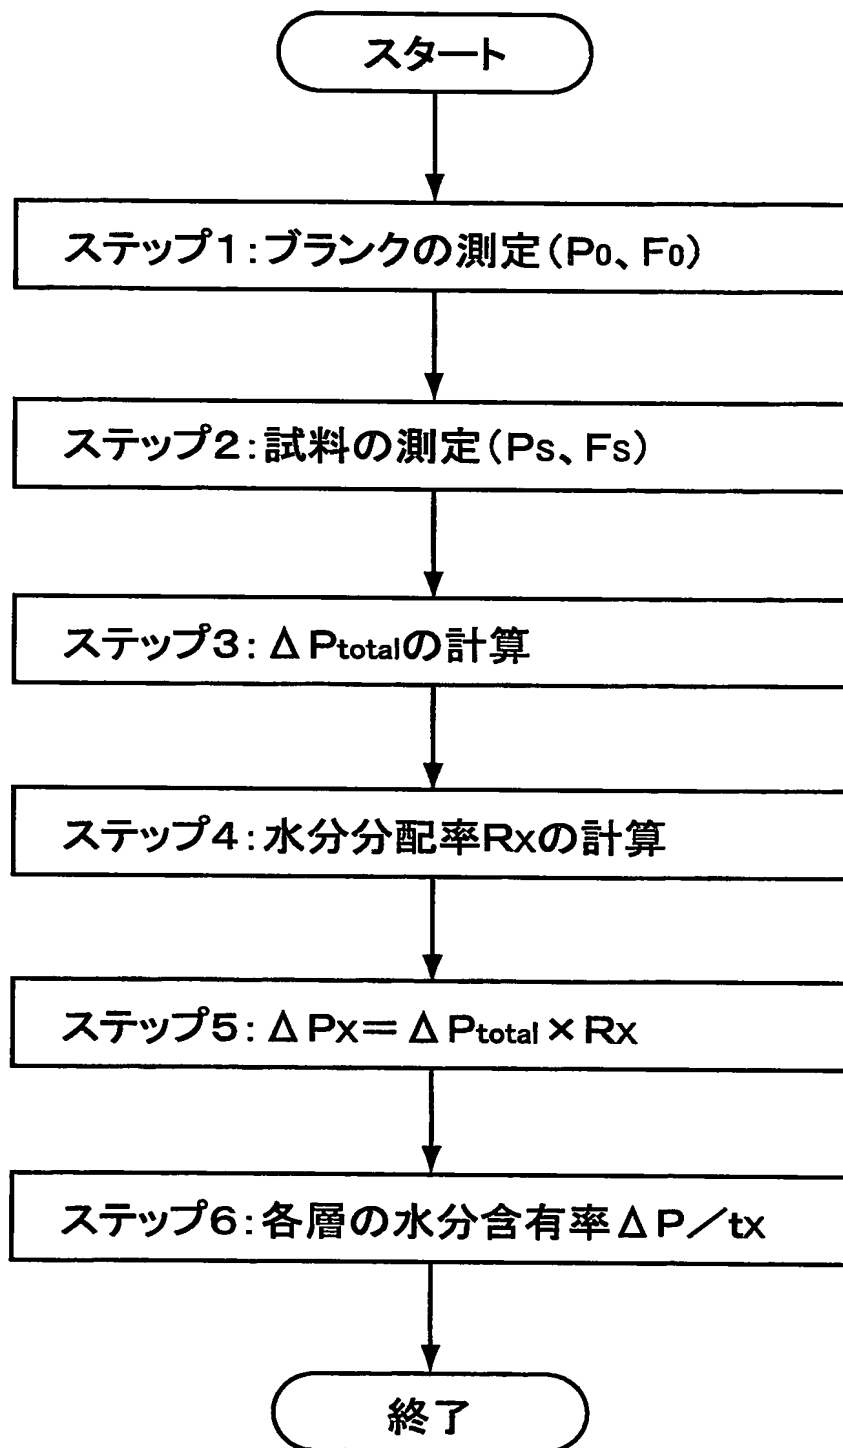 スタート
ステップ1:ブランクの測定(P0、F0)
ステップ2:試料の測定(Ps、Fs)
ステップ3:ΔPtotalの計算
ステップ4:水分分配率Rxの計算
ステップ5:ΔPx=ΔPtotal×Rx
ステップ6:各層の水分含有率ΔP/tx
終了